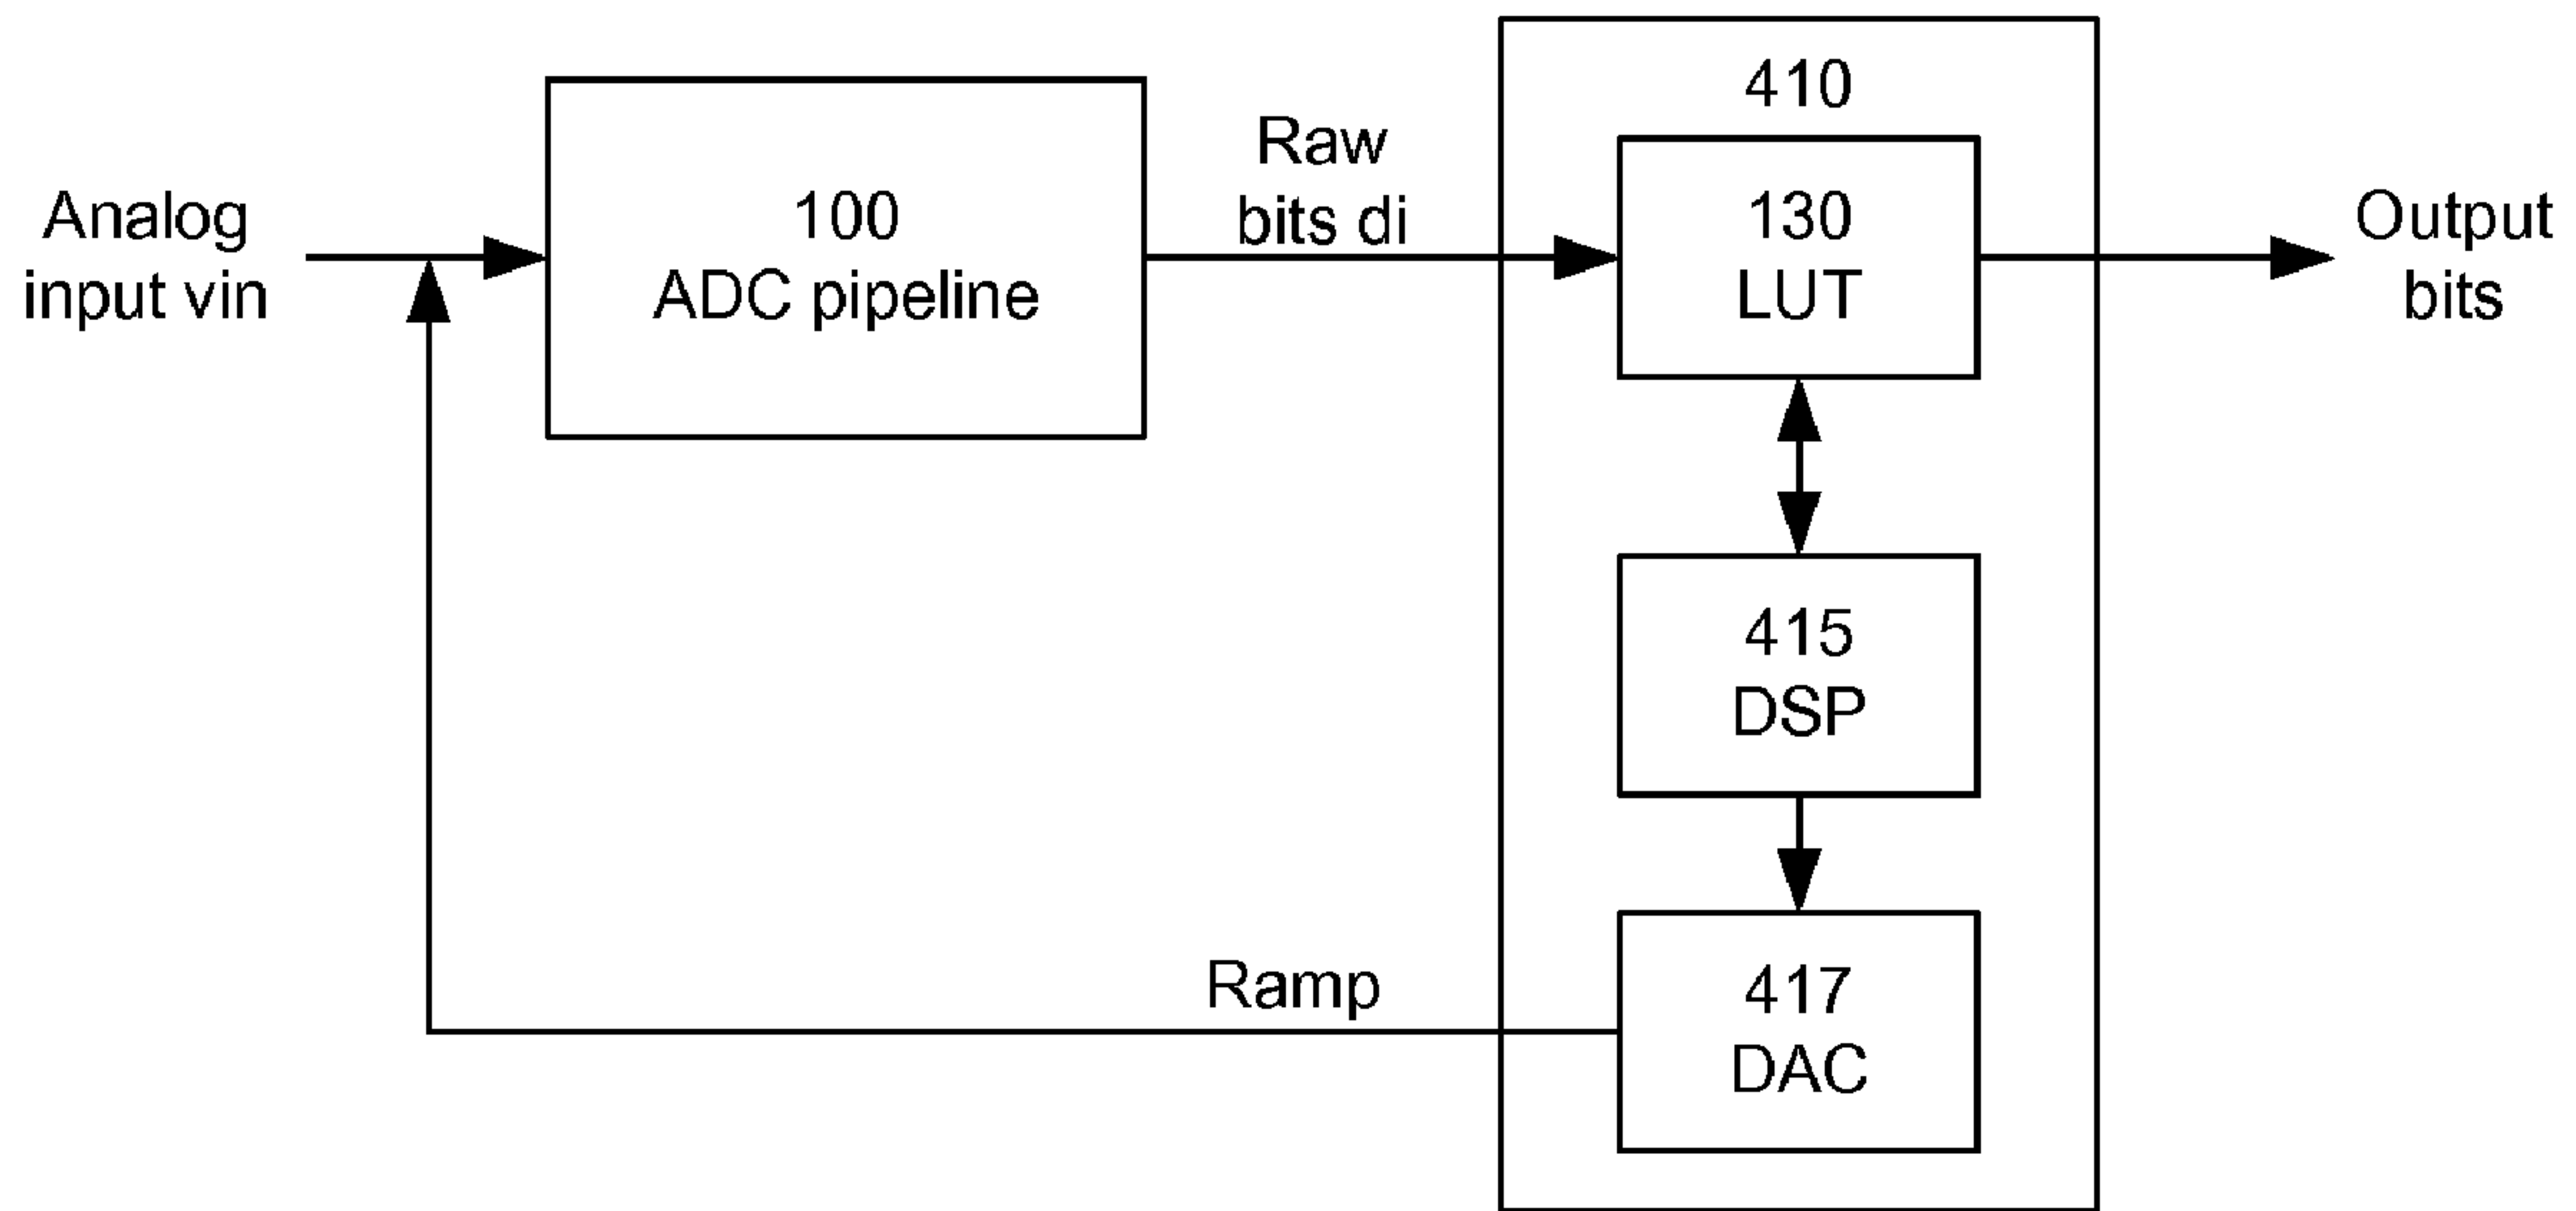 Analog
input vin
100
ADC pipeline
Raw
bits di
410
130
LUT
Output
bits
415
DSP
Ramp
417
DAC